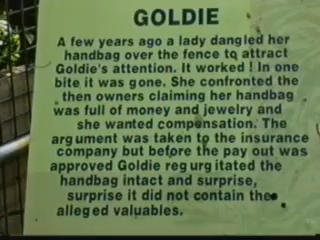 GOLDIE
A few years ago a lady dangled her
handbag over the fence to attract
Goldie's attention. It worked! In one
bite it was gone. She confronted the
then owners claiming her handbag
was full of money and jewelry and
she wanted compensation. The
argument was taken to the insurance
company but before the pay out was
approved Goldie regurgitated the
handbag intact and surprise,
surprise it did not contain the
alleged valuables.